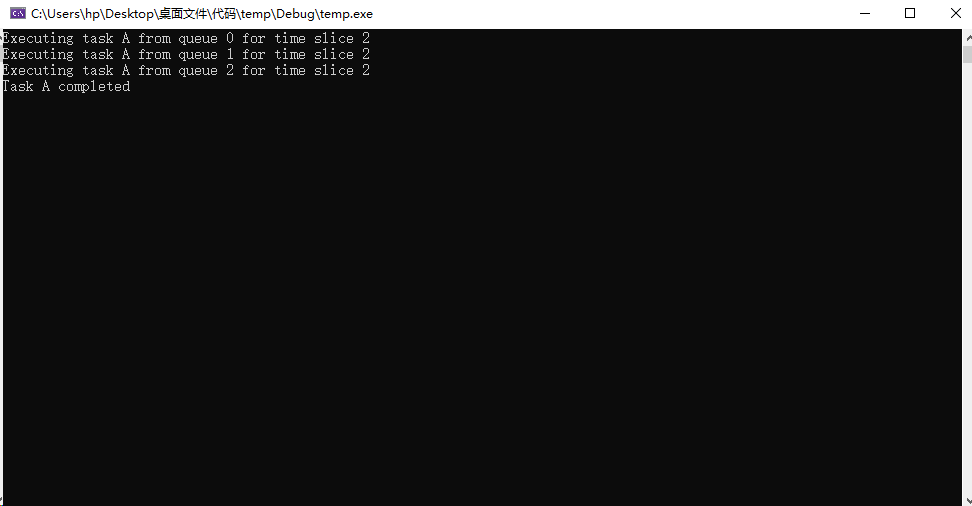 C:\Users\hp\Desktop\桌面文件\代码\temp\Debug\temp.exe
Executing task A from queue 0 for time slice 2
Executing task A from queue 1 for time slice 2
Executing task A from queue 2 for time slice 2
Task A completed